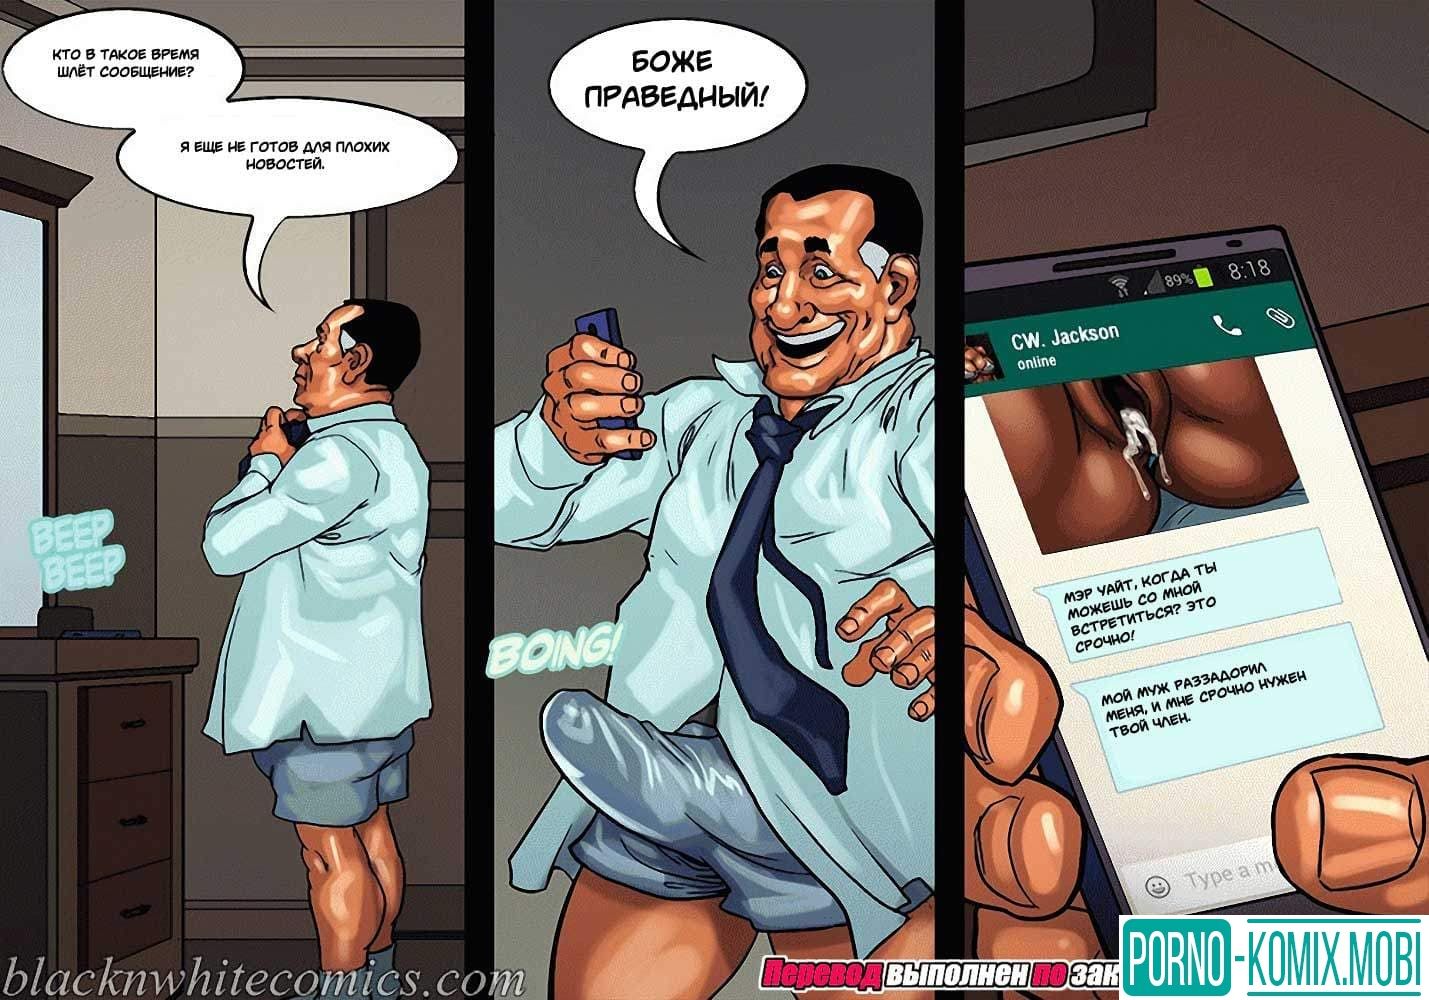 КТО В ТАКОЕ ВРЕМЯ
ШЛЁТ СООБЩЕНИЕ?
Я ЕЩЕ НЕ ГОТОВ ДЛЯ ПЛОХИХ
НОВОСТЕЙ.
BEEP
BEEP
БОЖЕ
ПРАВЕДНЫЙ!
BOING!
89% 8:18
CW. Jackson
online
МЭР УАЙТ, КОГДА ТЫ
МОЖЕШЬ СО МНОЙ
ВСТРЕТИТЬСЯ? ЭТО
СРОЧНО!
МОЙ МУЖ РАЗЗАДОРИЛ
МЕНЯ, И МНЕ СРОЧНО НУЖЕН
ТВОЙ ЧЛЕН.
Type a m
blacknwhitecomics.com
Перевод выполнен по зак
PORNO-KOMIX.MOBI